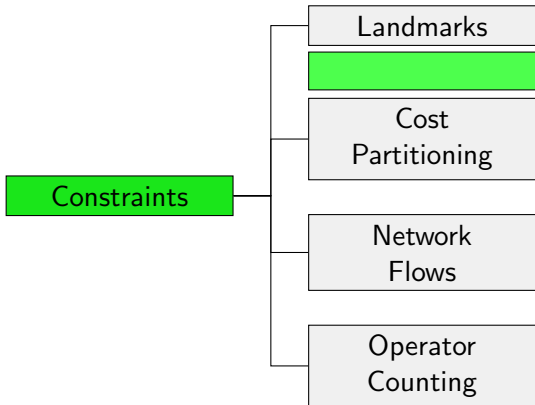 Landmarks
Cost
Partitioning
Constraints
Network
Flows
Operator
Counting